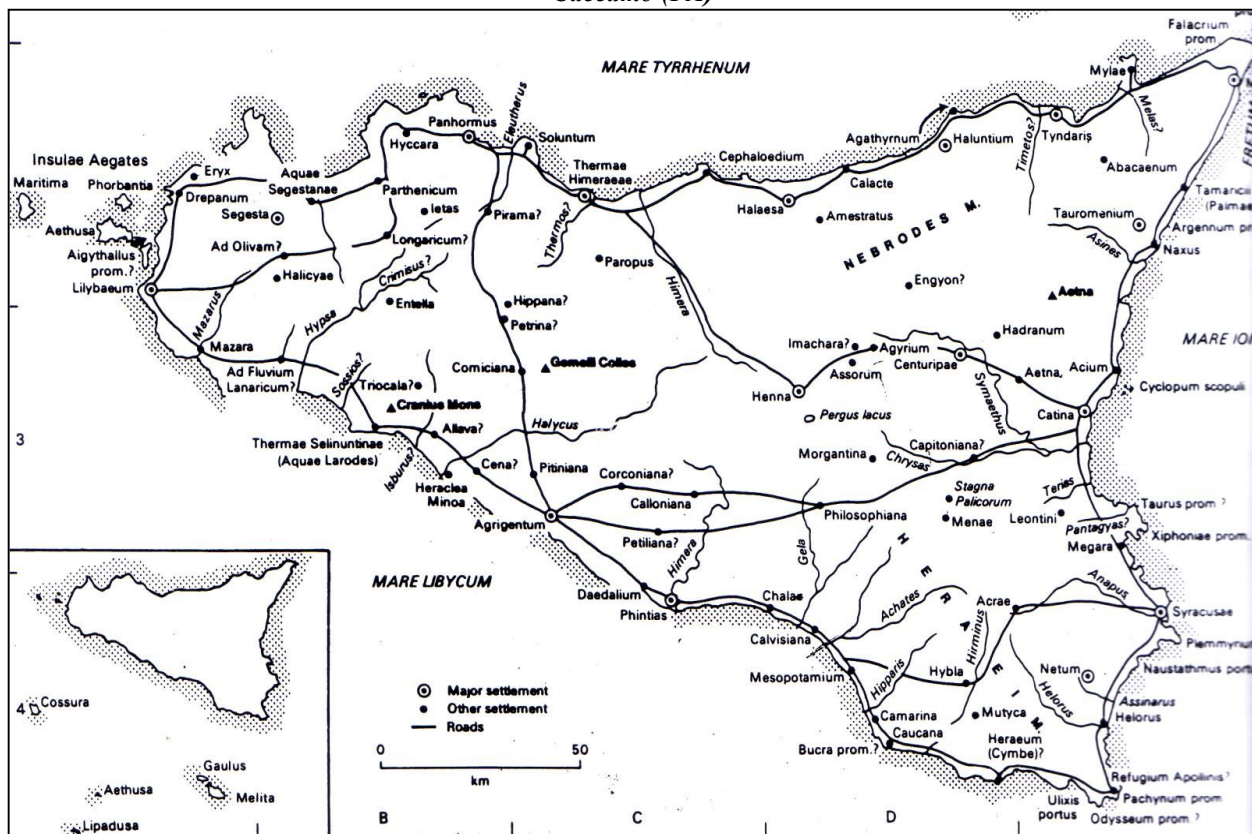 Falacrium
prom
MARE TYRRHENUM
Mylae
Melas?
Eleutherus
Panhormus
Soluntum
Hyccara
Agathyrnum
Haluntium
Timetos?
Tyndaris
Abacaenum
Insulae Aegates
Maritima
Phorbantia
Eryx
Drepanum
Aquae
Segestanae
Parthenicum
Thermae
Himeraeae
Cephaloedium
Calacte
Halaesa
Amestratus
Tauromenium
Tamaricii
(Palmae
Argennum pr
Naxus
Asines
Segesta
Ietas
Pirama?
Thermos?
Aethusa
Aigythallus
prom.?
Lilybaeum
Ad Olivam?
Longaricum?
Halicyae
Crimisus?
Paropus
Himera
NEBRODES M.
Engyon?
Aetna
Mazarus
Hypsa
Entella
Hippana?
Petrina?
Hadranum
MARE IO
Mazara
Ad Fluvium
Lanaricum?
Sossios?
Triocala?
Cranius Mons
Comiciana
Gemelli Colles
Imachara?
Agyrium
Assorum
Centuripae
Symaethus
Aetna,
Acium
Cyclopum scopuli
Henna
Pergus lacus
Catina
3
Thermae Selinuntinae
(Aquae Larodes)
Allava?
Isburus?
Halycus
Heraclea
Minoa
Cena?
Pitiniana
Corconiana?
Calloniana
Morgantina
Capitoniana?
Chrysas
Stagna
Palicorum
Menae
Terias
Leontini
Taurus prom?
Pantagyas?
Xiphoniae prom.
Megara
Agrigentum
Petiliana?
Philosophiana
Himera
Gela
MARE LIBYCUM
Daedalium
Phintias
Chalae
Calvisiana
Achates
HERAEI M.
Acrae
Anapus
Syracusae
Plemmyriu
Naustathmus port
Mesopotamium
Hipparis
Hybla
Hirminus
Netum
Helorus
Assinarus
Helorus
Camarina
Caucana
Bucra prom.?
Mutyca
Heraeum
(Cymbe)?
Ulixis
portus
Refugium Apollinis?
Pachynum prom
Odysseum prom.?
Major settlement
Other settlement
Roads
0 50
km
4
Cossura
Gaulus
Aethusa
Melita
Lipadusa
B C D